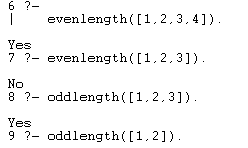 6 ?-
|    evenlength([1,2,3,4]).
Yes
7 ?- evenlength([1,2,3]).
No
8 ?- oddlength([1,2,3]).
Yes
9 ?- oddlength([1,2]).